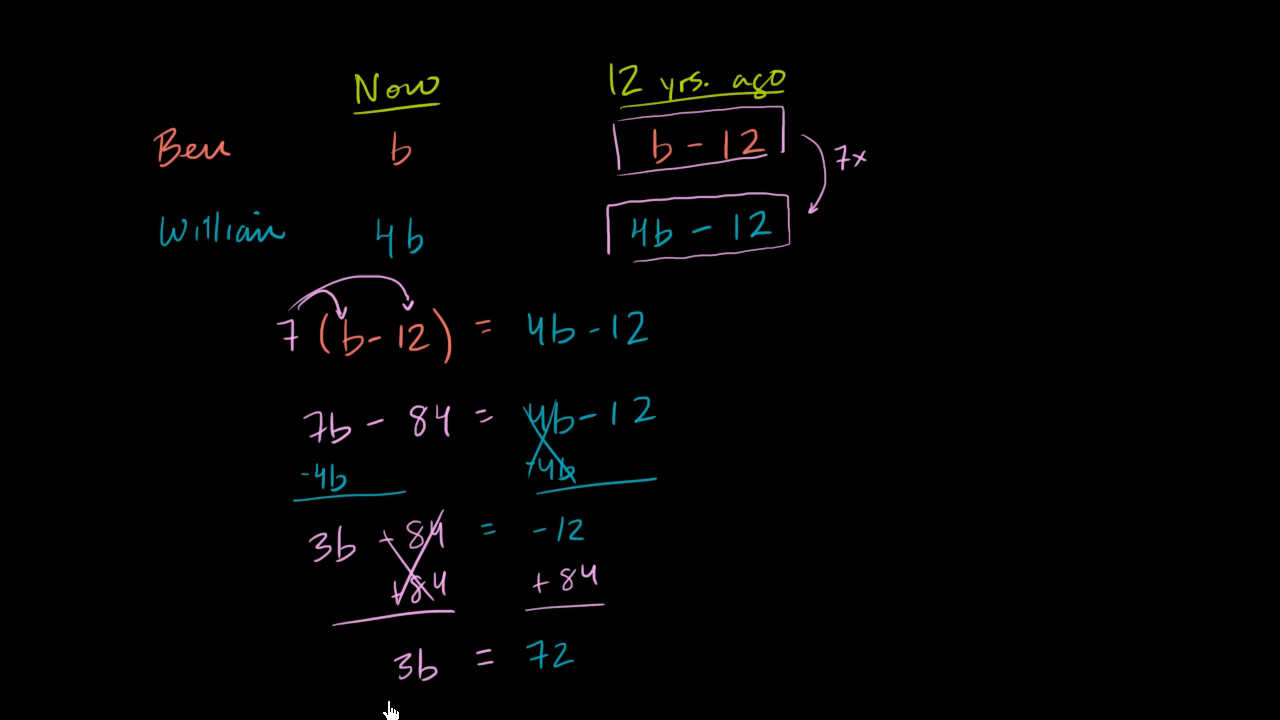 Now 12 yrs. ago
Ben b b - 12
7x
William 4b 4b - 12
7 (b - 12) = 4b - 12
7b - 84 = 4b - 12
-4b -4b
3b - 84 = -12
+84 +84
3b = 72